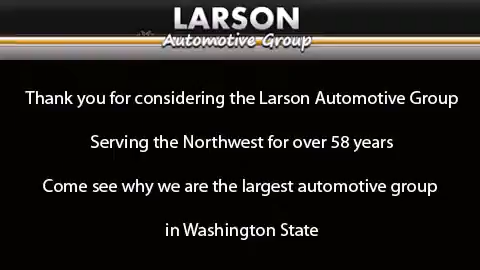 LARSON
Automotive Group
Thank you for considering the Larson Automotive Group
Serving the Northwest for over 58 years
Come see why we are the largest automotive group
in Washington State